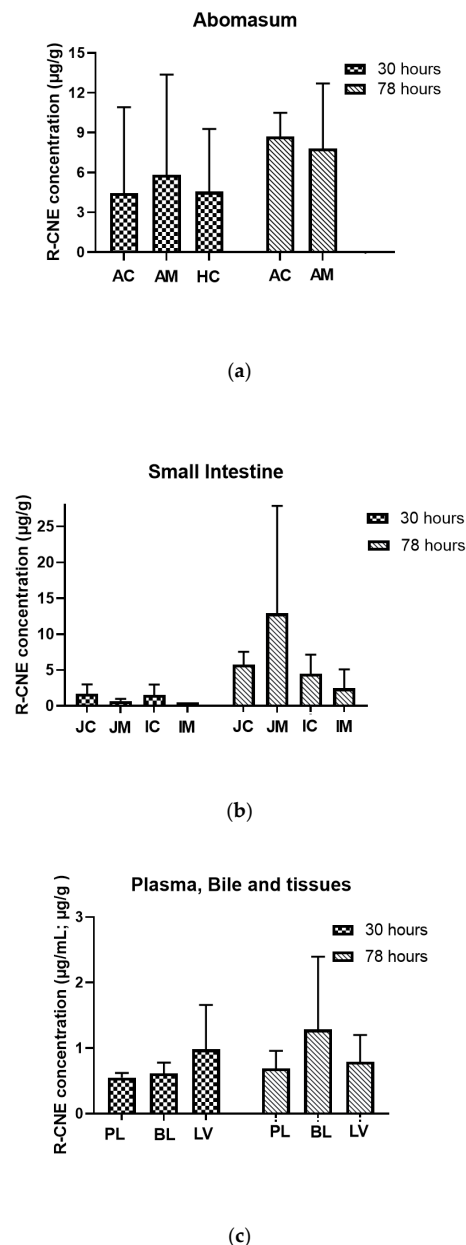 Abomasum
R-CNE concentration (µg/g)
15
12
9
6
3
0
30 hours
78 hours
AC AM HC AC AM
(a)
Small Intestine
R-CNE concentration (µg/g)
25
20
15
10
5
0
30 hours
78 hours
JC JM IC IM JC JM IC IM
(b)
Plasma, Bile and tissues
R-CNE concentration (µg/mL; µg/g )
3
2
1
0
30 hours
78 hours
PL BL LV PL BL LV
(c)